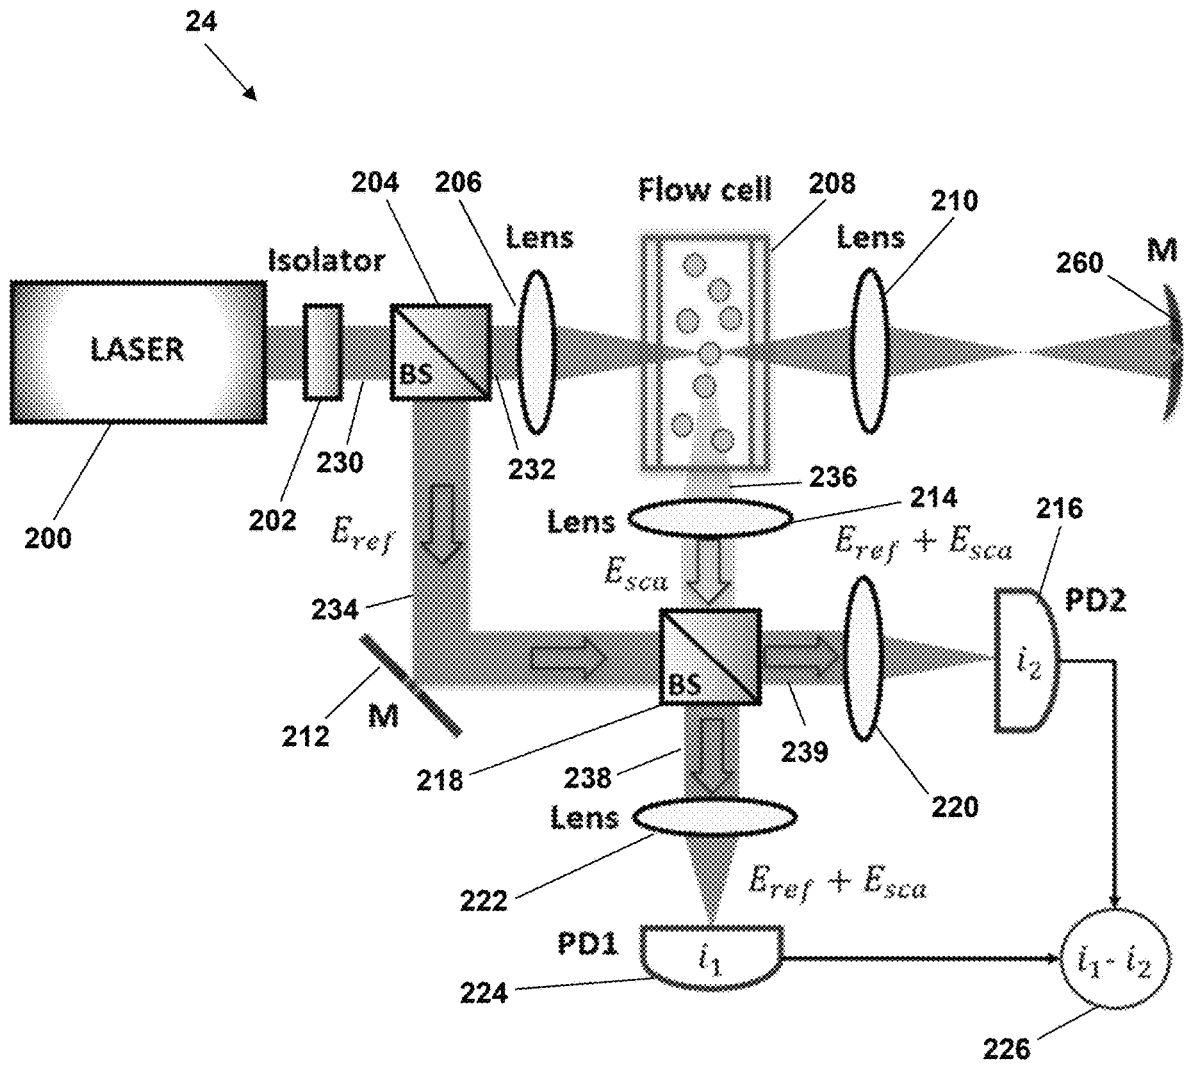 24
204
206
Flow cell
208
210
Lens
Lens
M
260
Isolator
LASER
BS
230
232
236
200
202
214
216
Lens
E_ref
E_ref + E_sca
E_sca
PD2
234
i_2
BS
M
212
218
238
239
220
Lens
222
E_ref + E_sca
PD1
i_1
i_1 - i_2
224
226